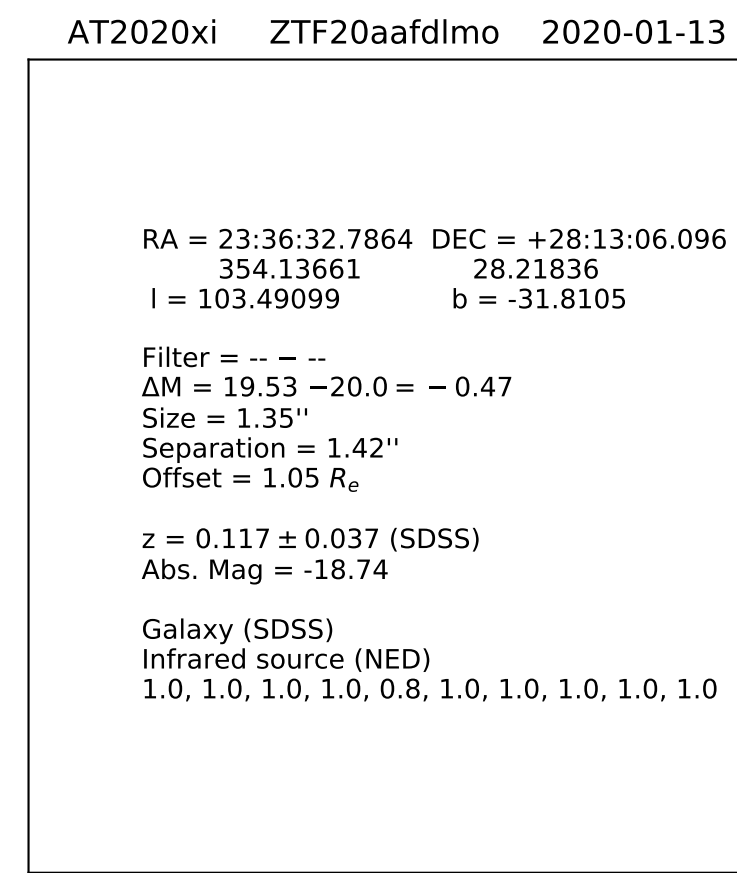 AT2020xi ZTF20aafdlmo 2020-01-13
RA = 23:36:32.7864 DEC = +28:13:06.096
354.13661 28.21836
l = 103.49099 b = -31.8105
Filter = -- − --
ΔM = 19.53 −20.0 = − 0.47
Size = 1.35''
Separation = 1.42''
Offset = 1.05 Rₑ
z = 0.117 ± 0.037 (SDSS)
Abs. Mag = -18.74
Galaxy (SDSS)
Infrared source (NED)
1.0, 1.0, 1.0, 1.0, 0.8, 1.0, 1.0, 1.0, 1.0, 1.0